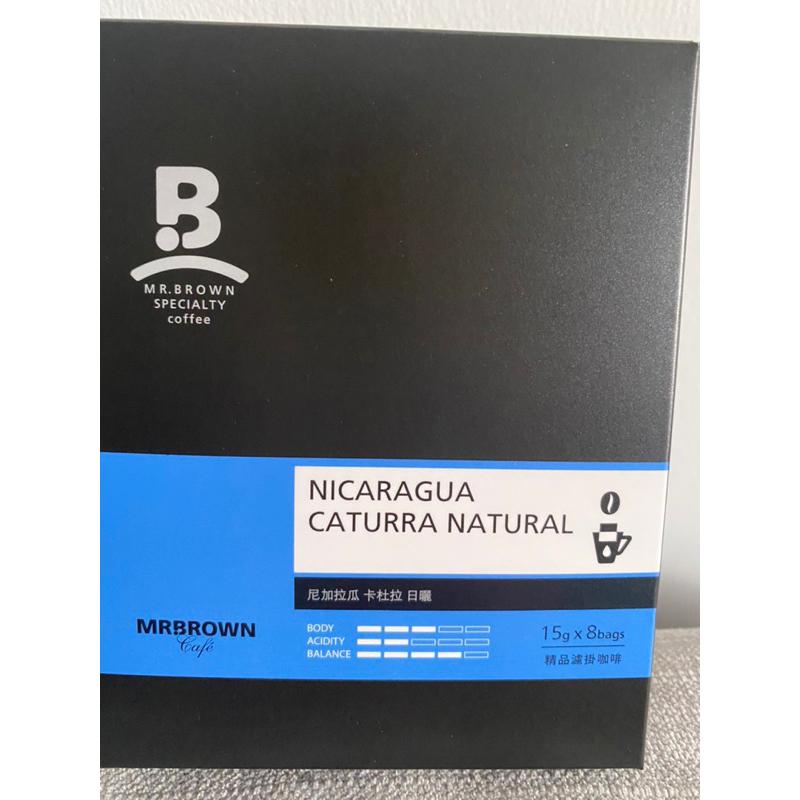 B
MR.BROWN
SPECIALTY
coffee
NICARAGUA
CATURRA NATURAL
尼加拉瓜 卡杜拉 日曬
MRBROWN
Café
BODY
ACIDITY
BALANCE
15g x 8bags
精品濾掛咖啡